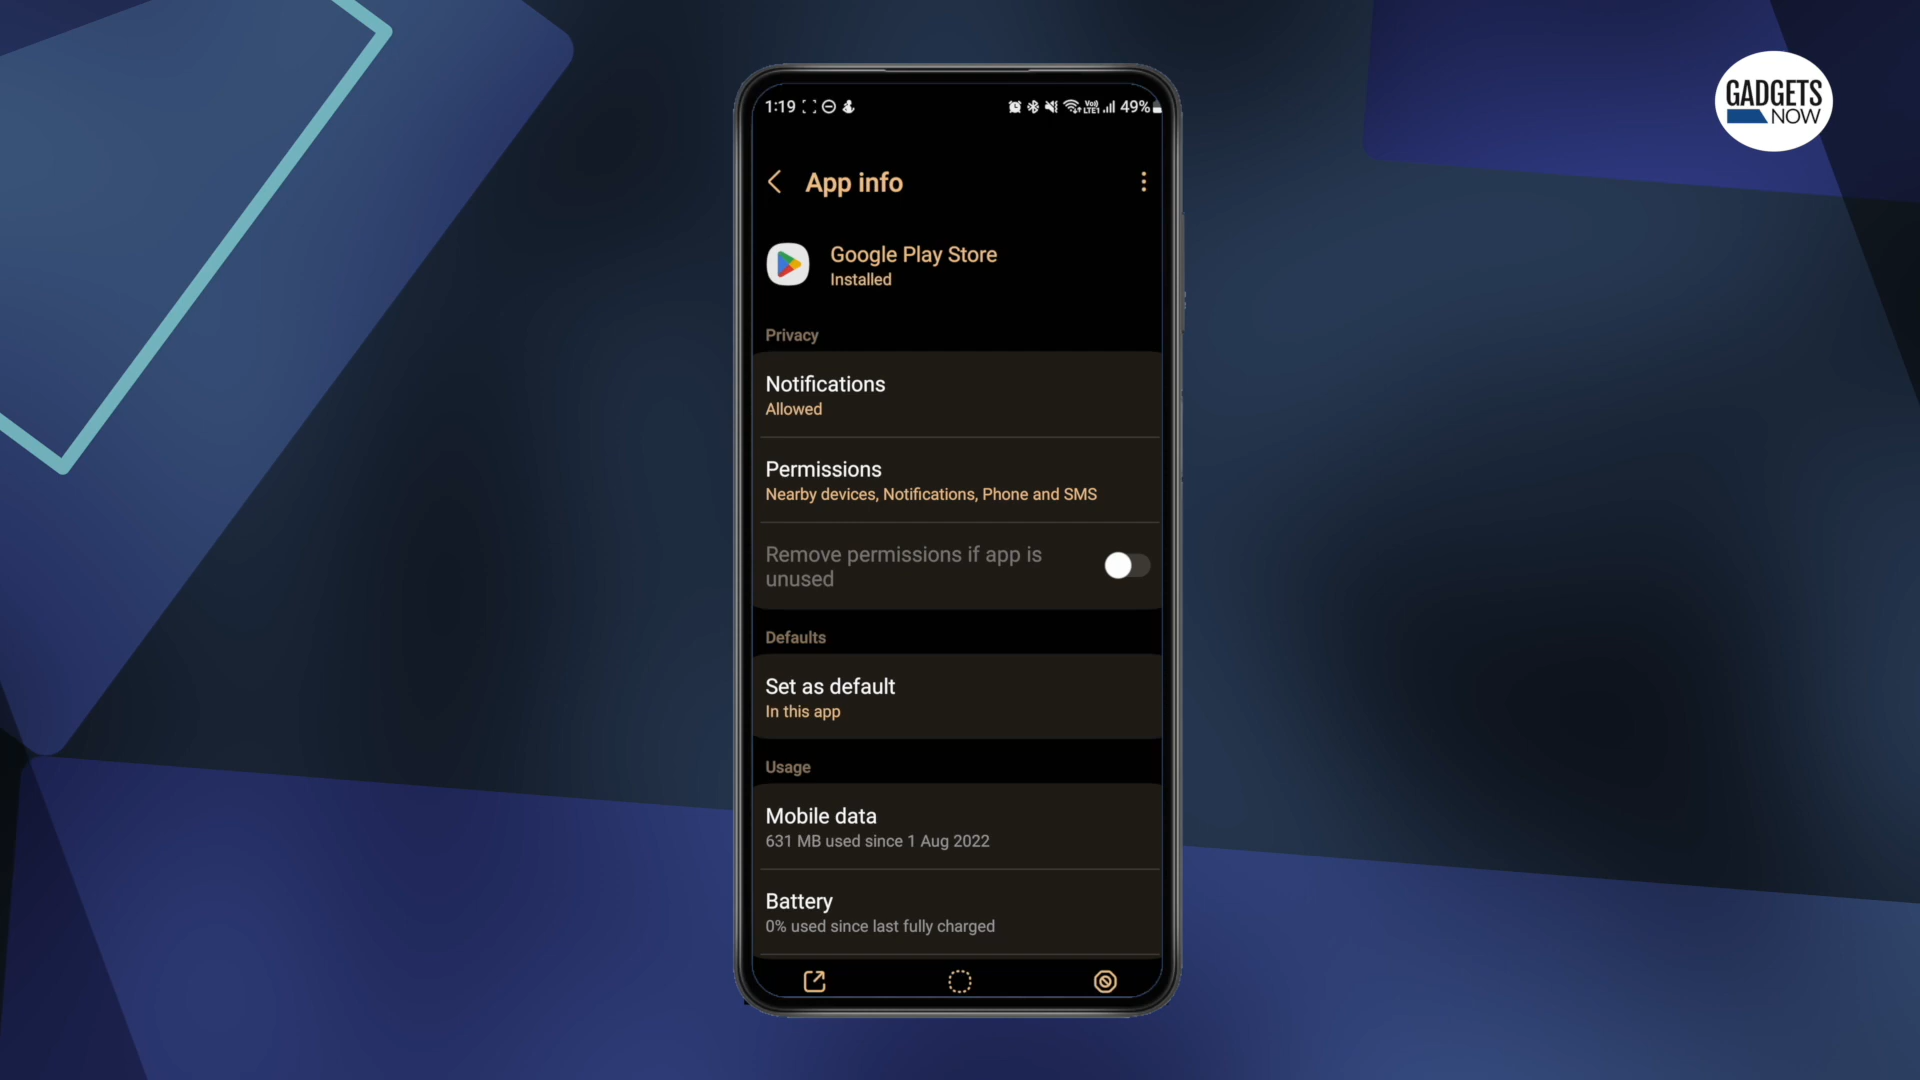 GADGETS
NOW
1:19
Vo))
LTE1
49%
App info
Google Play Store
Installed
Privacy
Notifications
Allowed
Permissions
Nearby devices, Notifications, Phone and SMS
Remove permissions if app is
unused
Defaults
Set as default
In this app
Usage
Mobile data
631 MB used since 1 Aug 2022
Battery
0% used since last fully charged